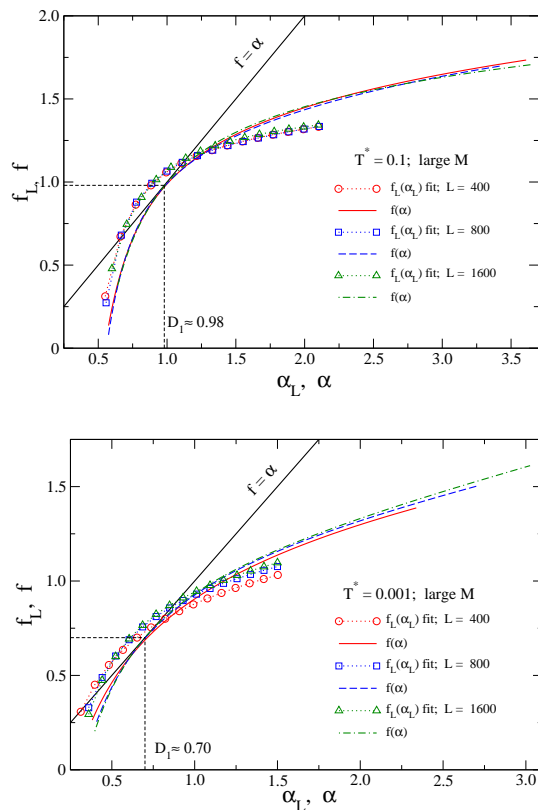 2.0
1.5
1.0
0.5
0
f_L, f
f = α
T* = 0.1; large M
f_L(α_L) fit; L = 400
f(α)
f_L(α_L) fit; L = 800
f(α)
f_L(α_L) fit; L = 1600
f(α)
D_1 ≈ 0.98
0.5 1.0 1.5 2.0 2.5 3.0 3.5
α_L, α
1.5
1.0
0.5
0
f_L, f
f = α
T* = 0.001; large M
f_L(α_L) fit; L = 400
f(α)
f_L(α_L) fit; L = 800
f(α)
f_L(α_L) fit; L = 1600
f(α)
D_1 ≈ 0.70
0.5 1.0 1.5 2.0 2.5 3.0
α_L, α